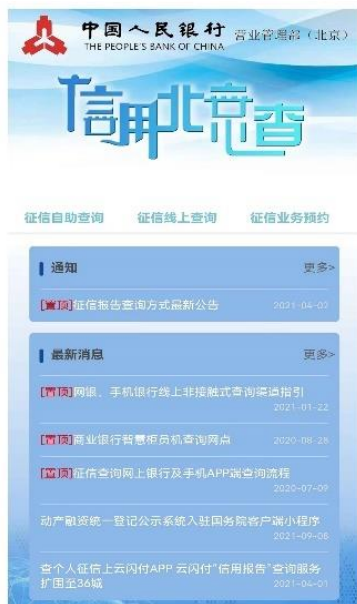 中国人民银行 营业管理部（北京）
THE PEOPLE'S BANK OF CHINA
信用北京查
征信自助查询 征信线上查询 征信业务预约
通知 更多>
[置顶]征信报告查询方式最新公告 2021-04-02
最新消息 更多>
[置顶]网银、手机银行线上非接触式查询渠道指引
2021-01-22
[置顶]商业银行智慧柜员机查询网点 2020-08-28
[置顶]征信查询网上银行及手机APP端查询流程
2020-07-09
动产融资统一登记公示系统入驻国务院客户端小程序
2021-09-06
查个人征信上云闪付APP 云闪付“信用报告”查询服务
扩围至36城 2021-04-01